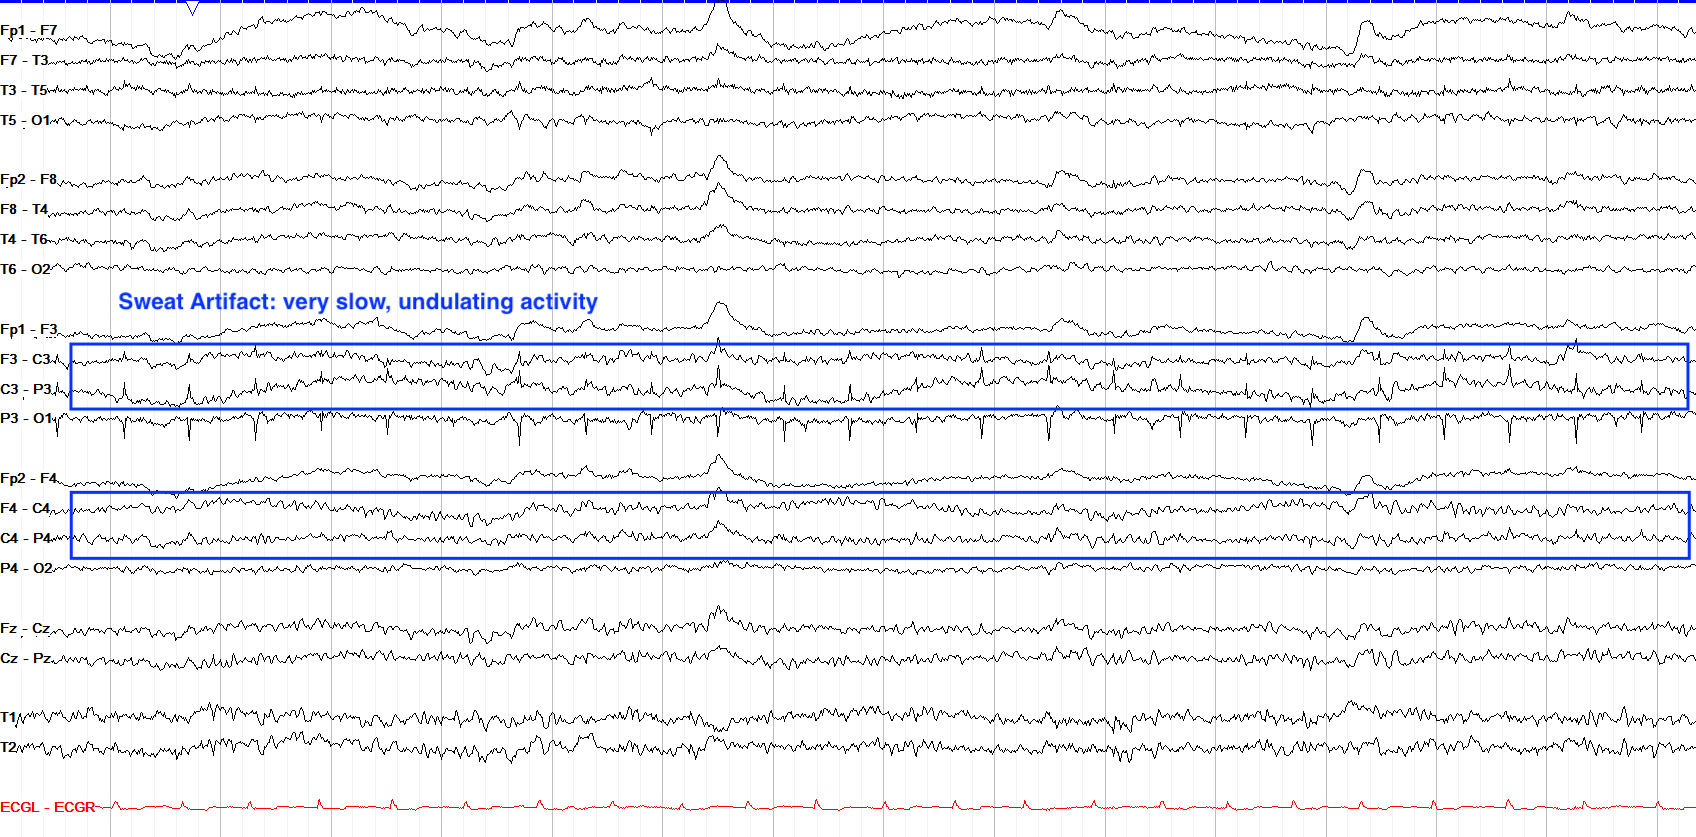 Fp1 - F7
F7 - T3
T3 - T5
T5 - O1
Fp2 - F8
F8 - T4
T4 - T6
T6 - O2
Sweat Artifact: very slow, undulating activity
Fp1 - F3
F3 - C3
C3 - P3
P3 - O1
Fp2 - F4
F4 - C4
C4 - P4
P4 - O2
Fz - Cz
Cz - Pz
T1
T2
ECGL - ECGR